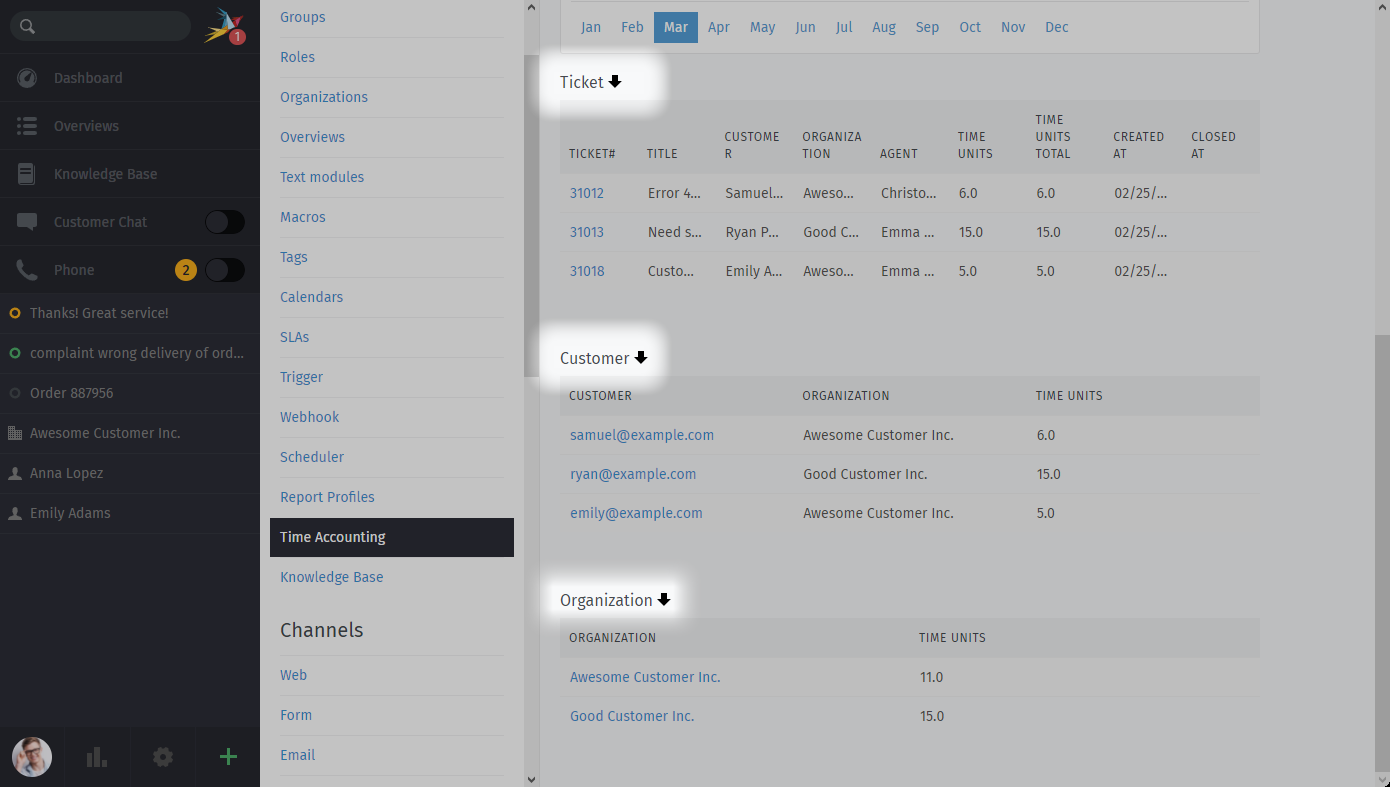 1
Dashboard
Overviews
Knowledge Base
Customer Chat
Phone 2
Thanks! Great service!
complaint wrong delivery of ord...
Order 887956
Awesome Customer Inc.
Anna Lopez
Emily Adams
Groups
Roles
Organizations
Overviews
Text modules
Macros
Tags
Calendars
SLAs
Trigger
Webhook
Scheduler
Report Profiles
Time Accounting
Knowledge Base
Channels
Web
Form
Email
Jan Feb Mar Apr May Jun Jul Aug Sep Oct Nov Dec
Ticket
TICKET# TITLE CUSTOME
R ORGANIZA
TION AGENT TIME
UNITS TIME
UNITS
TOTAL CREATED
AT CLOSED
AT
31012 Error 4... Samuel... Aweso... Christo... 6.0 6.0 02/25/...
31013 Need s... Ryan P... Good C... Emma ... 15.0 15.0 02/25/...
31018 Custo... Emily A... Aweso... Emma ... 5.0 5.0 02/25/...
Customer
CUSTOMER ORGANIZATION TIME UNITS
samuel@example.com Awesome Customer Inc. 6.0
ryan@example.com Good Customer Inc. 15.0
emily@example.com Awesome Customer Inc. 5.0
Organization
ORGANIZATION TIME UNITS
Awesome Customer Inc. 11.0
Good Customer Inc. 15.0